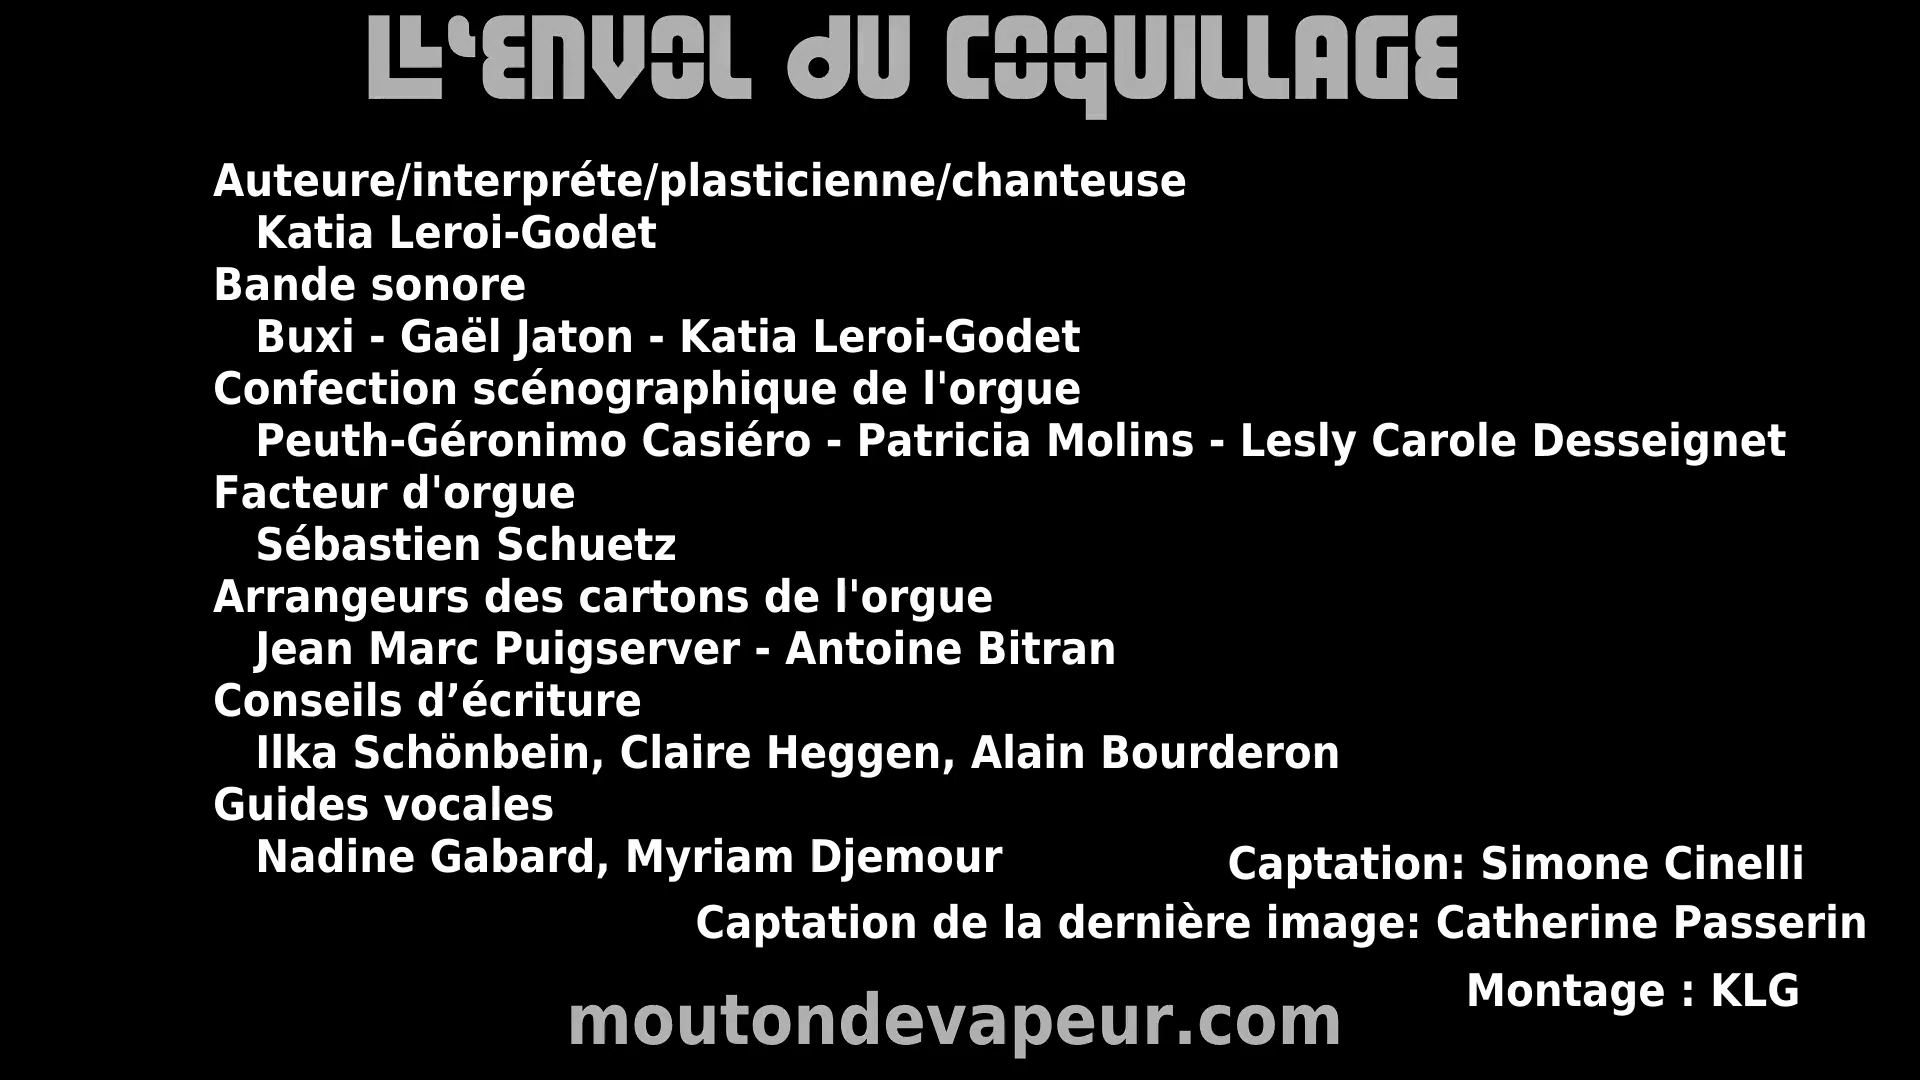 L'ENVOL DU COQUILLAGE
Auteure/interpréte/plasticienne/chanteuse
Katia Leroi-Godet
Bande sonore
Buxi - Gaël Jaton - Katia Leroi-Godet
Confection scénographique de l'orgue
Peuth-Géronimo Casiéro - Patricia Molins - Lesly Carole Desseignet
Facteur d'orgue
Sébastien Schuetz
Arrangeurs des cartons de l'orgue
Jean Marc Puigserver - Antoine Bitran
Conseils d’écriture
Ilka Schönbein, Claire Heggen, Alain Bourderon
Guides vocales
Nadine Gabard, Myriam Djemour
Captation: Simone Cinelli
Captation de la dernière image: Catherine Passerin
Montage : KLG
moutondevapeur.com